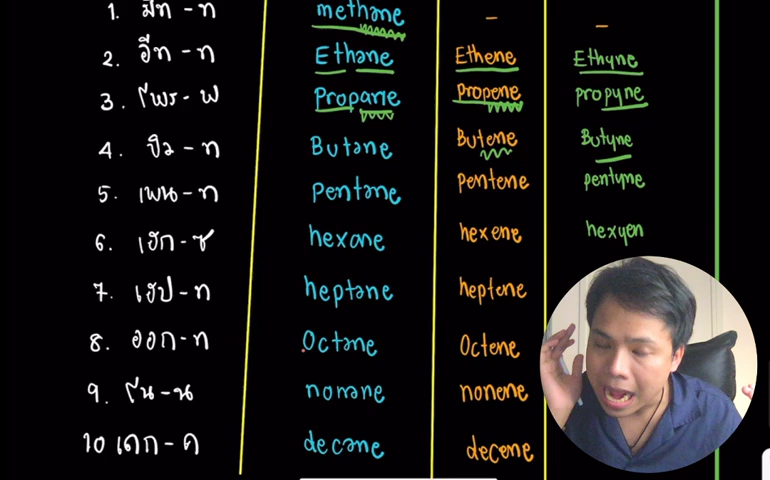 1. มีท - ท methane - -
2. อีท - ท Ethane Ethene Ethyne
3. โพร - พ Propane Propene Propyne
4. บิว - ท Butane Butene Butyne
5. เพน - ท Pentane Pentene pentyne
6. เฮก - ซ hexane hexene hexyen
7. เฮป - ท heptane heptene
8. ออก - ท Octane Octene
9. โน - น nonane nonene
10 เดก - ค decane decene